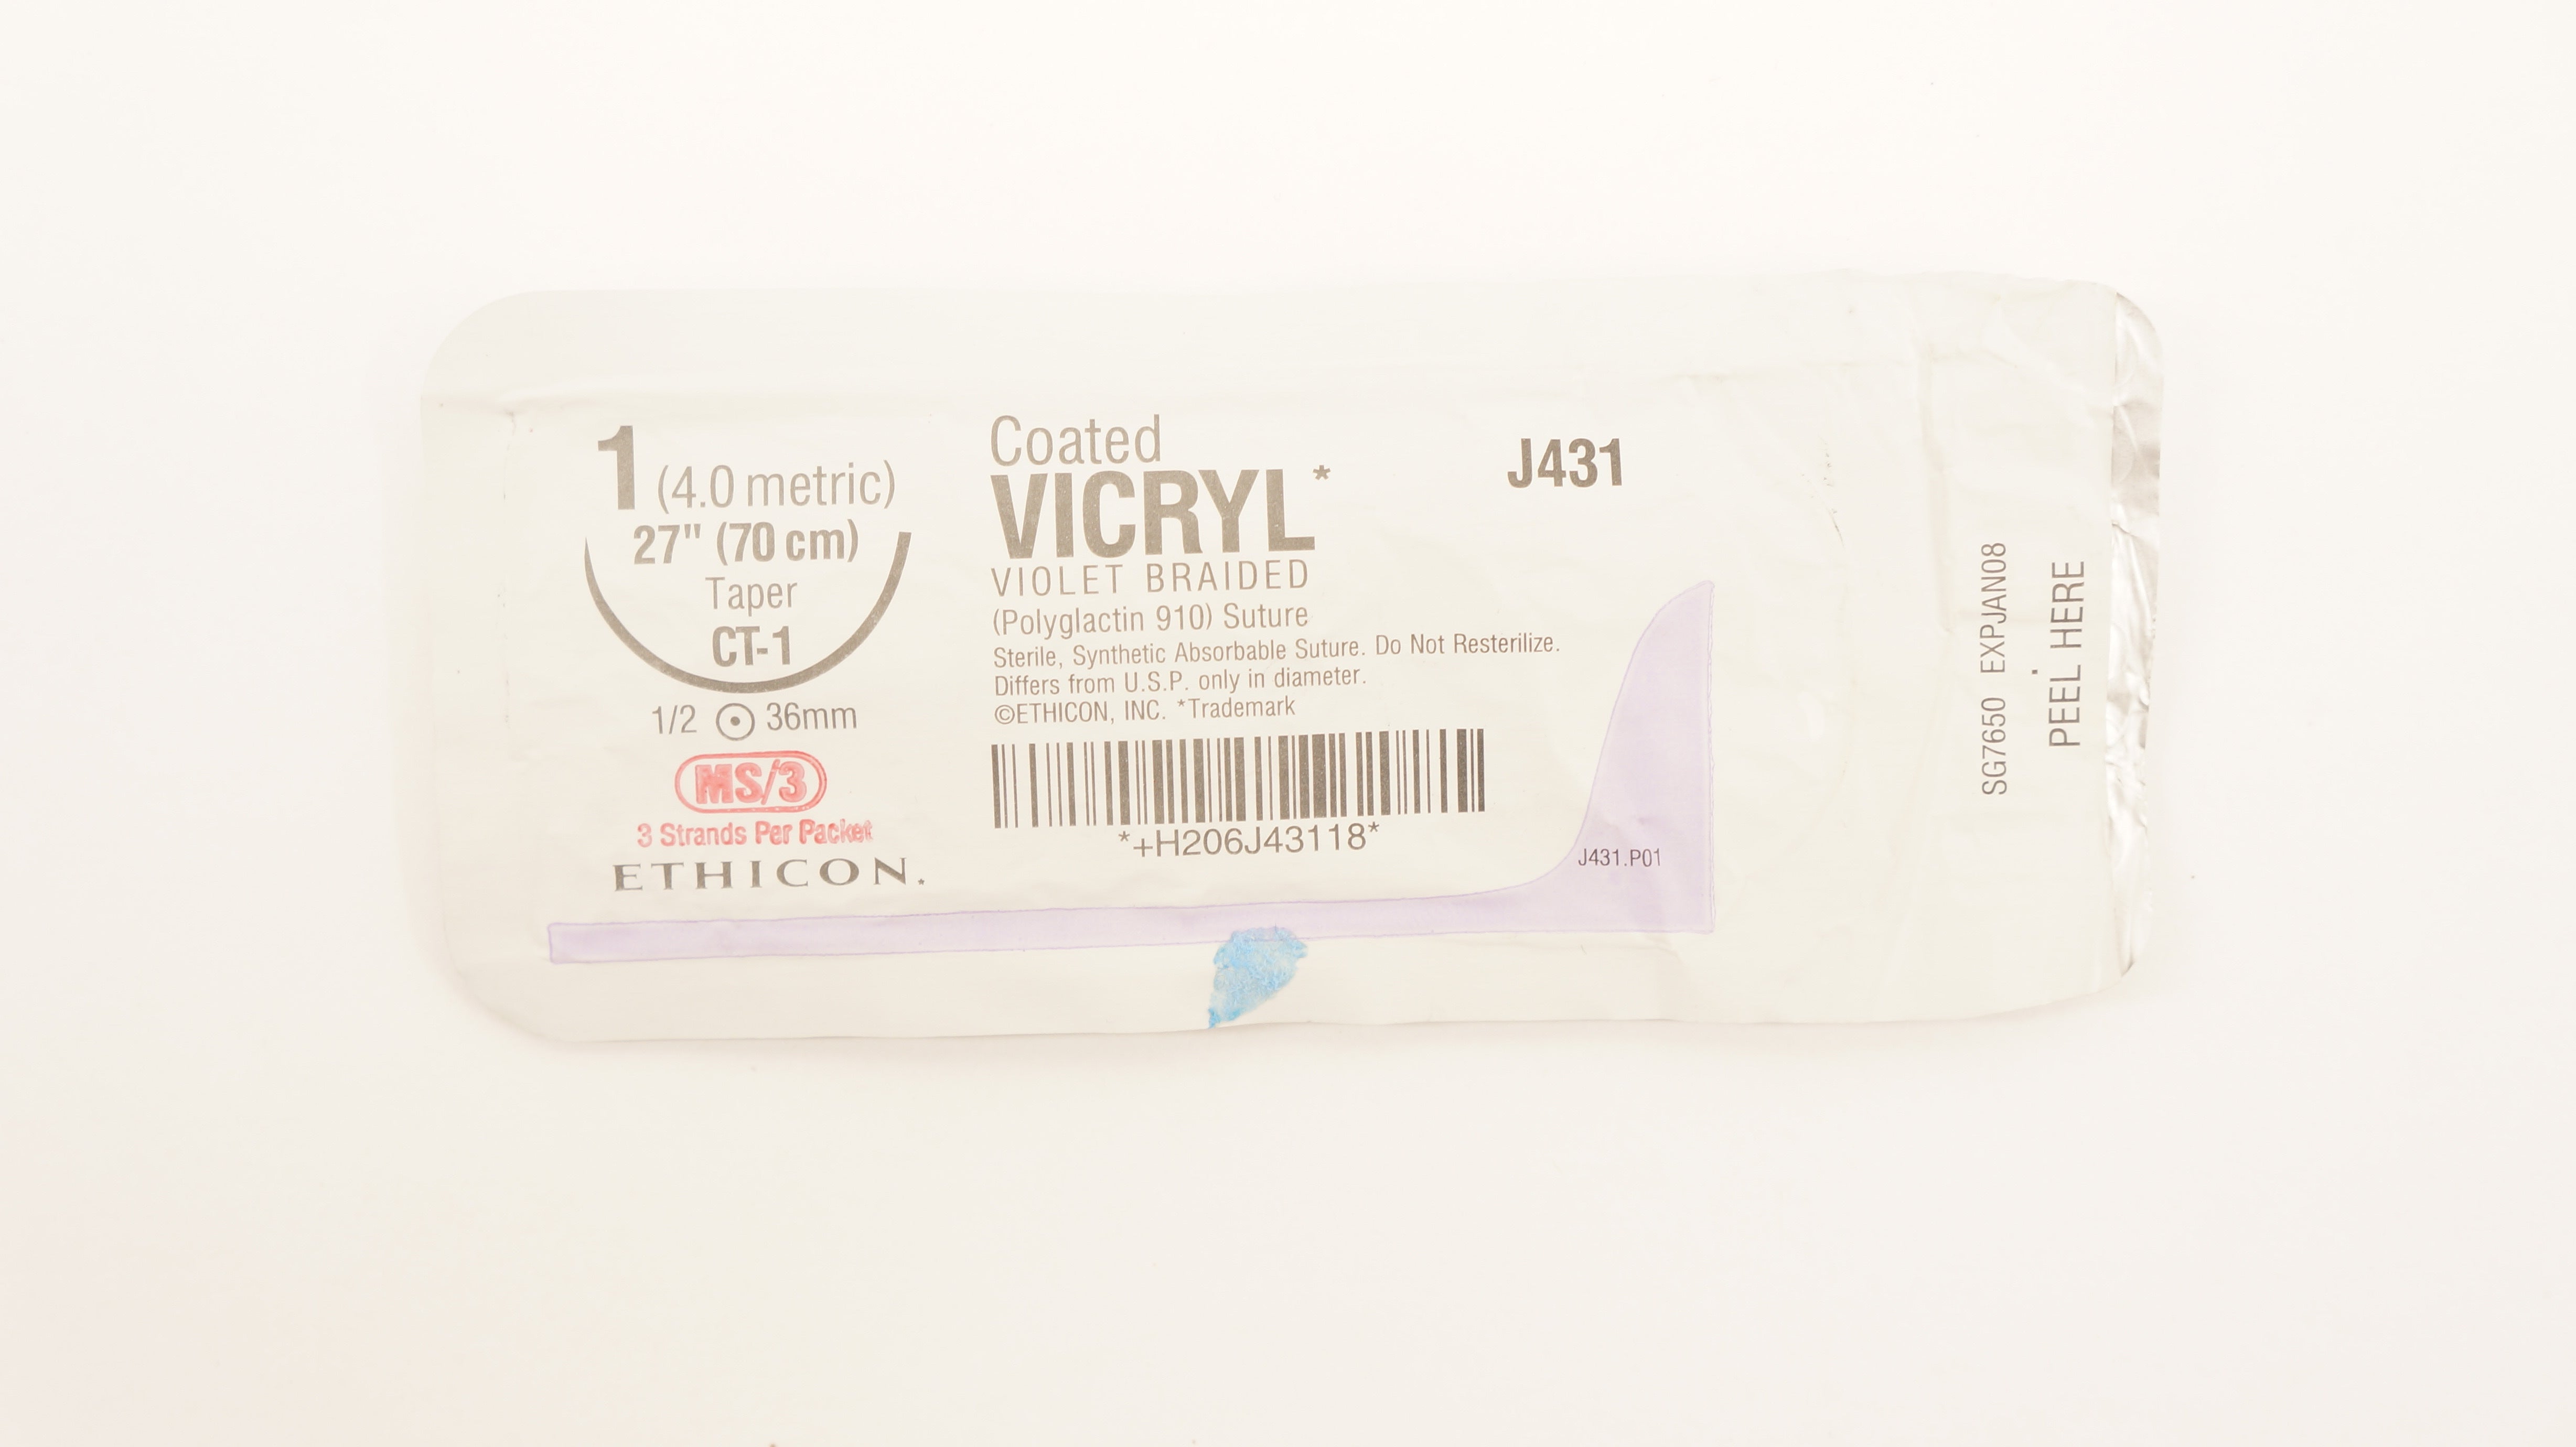 1 (4.0 metric)
27" (70 cm)
Taper
CT-1
1/2 36mm
MS/3
3 Strands Per Packet
ETHICON.*
Coated
VICRYL*
VIOLET BRAIDED
(Polyglactin 910) Suture
Sterile, Synthetic Absorbable Suture. Do Not Resterilize.
Differs from U.S.P. only in diameter.
©ETHICON, INC. *Trademark
*+H206J43118*
J431
J431.P01
SG7650 EXPJAN08
PEEL HERE